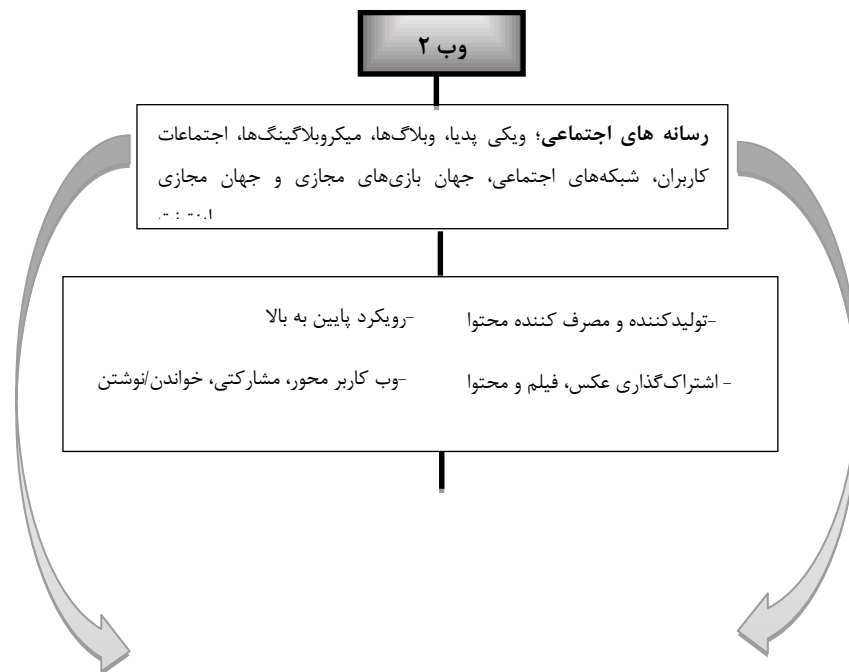 وب ۲
رسانه های اجتماعی؛ ویکی پدیا، وبلاگ‌ها، میکروبلاگینگ‌ها، اجتماعات
کاربران، شبکه‌های اجتماعی، جهان بازی‌های مجازی و جهان مجازی
-تولیدکننده و مصرف کننده محتوا
-رویکرد پایین به بالا
- اشتراک‌گذاری عکس، فیلم و محتوا
-وب کاربر محور، مشارکتی، خواندن/نوشتن